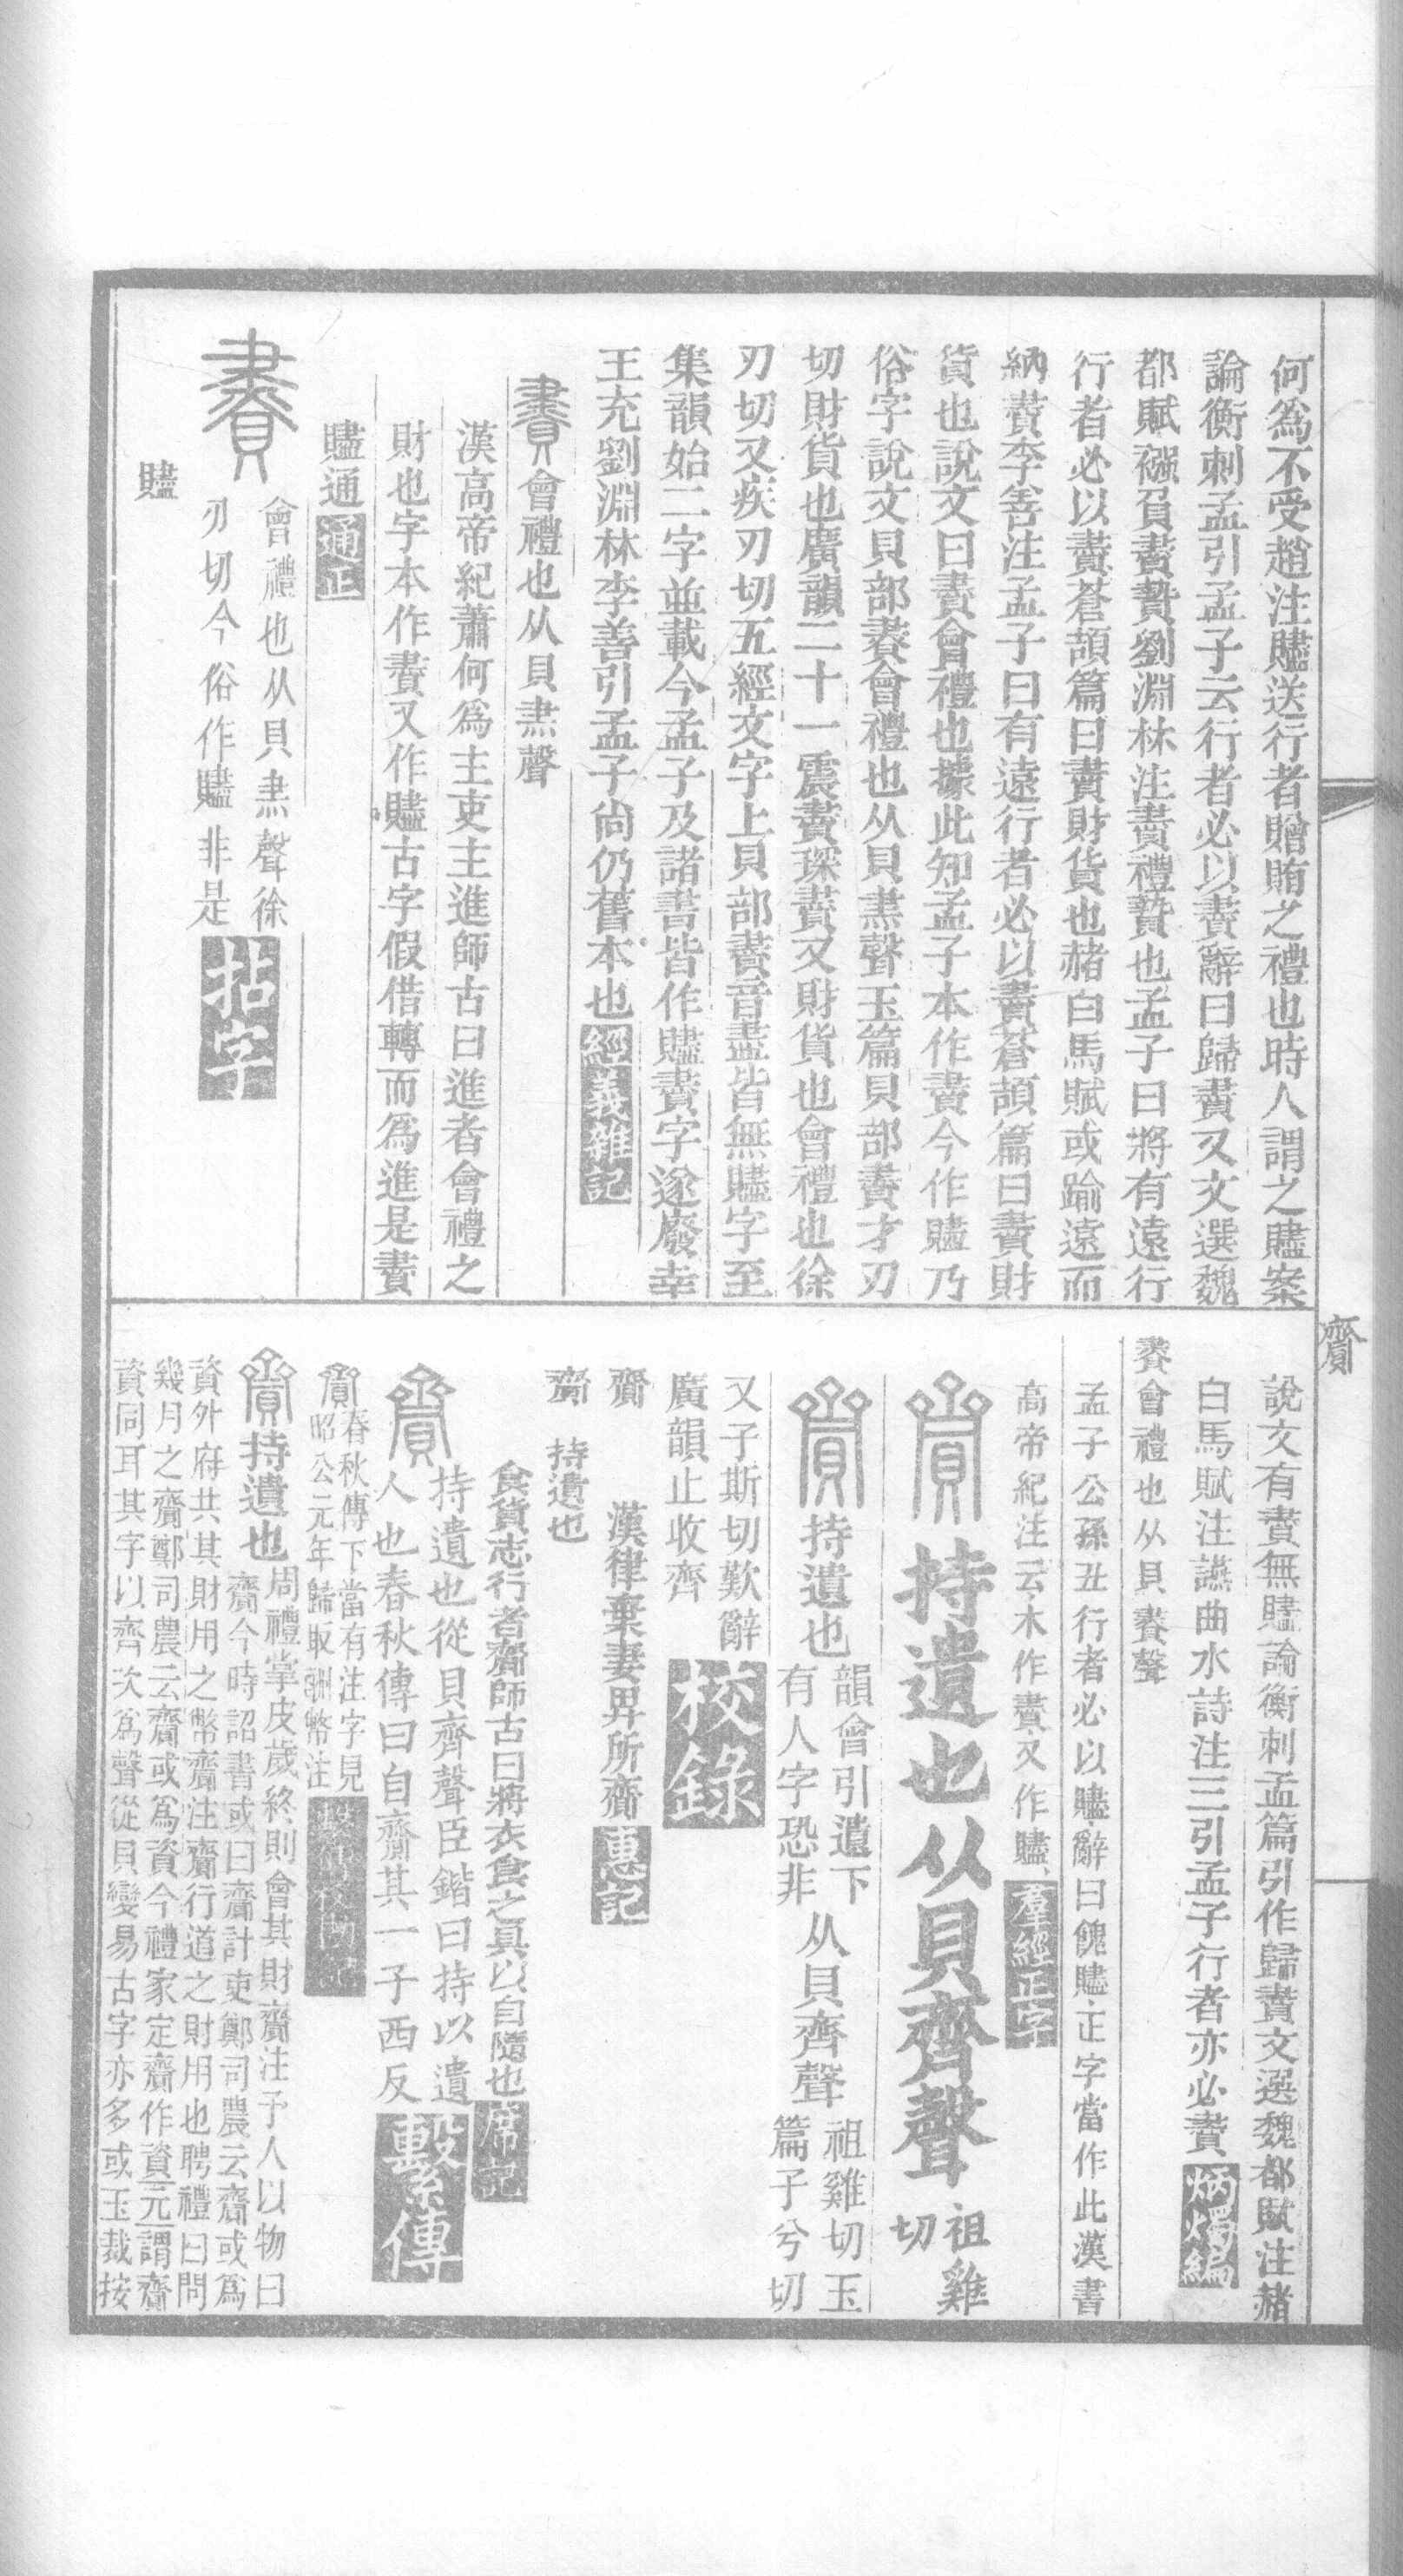 何爲不受趙注贐送行者贈賄之禮也時人謂之贐案
論衡刺孟引孟子云行者必以賮辭曰歸賮又文選魏
都賦襁負賮贄劉淵林注賮禮贄也孟子曰將有遠行
行者必以賮蒼頡篇曰賮財貨也赭白馬賦或踰遠而
納賮李善注孟子曰有遠行者必以賮蒼頡篇曰賮財
貨也說文曰賮會禮也據此知孟子本作賮今作贐乃
俗字說文貝部賮會禮也从貝㶳聲玉篇貝部賮才刃
切財貨也廣韻二十一震賮琛賮又財貨也會禮也徐
刃切又疾刃切五經文字上貝部賮音盡皆無贐字至
集韻始二字並載今孟子及諸書皆作贐賮字遂廢幸
王充劉淵林李善引孟子尚仍舊本也經義雜記
賮會禮也从貝㶳聲
漢高帝紀蕭何爲主吏主進師古曰進者會禮之
財也字本作賮又作贐古字假借轉而爲進是賮
贐通通正
賮
會禮也从貝㶳聲徐
刃切今俗作贐非是拈字
贐
齎
說文有賮無贐論衡刺孟篇引作歸賮文選魏都賦注赭
白馬賦注讌曲水詩注三引孟子行者亦必賮炳燭編
賮會禮也从貝㶳聲
孟子公孫丑行者必以贐辭曰餽贐正字當作此漢書
高帝紀注云本作賮又作贐羣經正字
齎持遺也从貝齊聲祖雞切
齎持遺也韻會引遺下有人字恐非从貝齊聲祖雞切玉篇子兮切
又子斯切歎辭
廣韻止收齊校錄
齎 漢律棄妻畀所齎惠記
齎 持遺也
食貨志行者齎師古曰將衣食之具以自隨也席記
齎持遺也從貝齊聲臣鍇曰持以遺
人也春秋傳曰自齎其一子西反繫傳
齎春秋傳下當有注字見
昭公元年歸取酬幣注繫傳校勘記
齎持遺也周禮掌皮歲終則會其財齎注予人以物曰
齎今時詔書或曰齎計吏鄭司農云齎或爲
資外府共其財用之幣齎注齎行道之財用也聘禮曰問
幾月之齎鄭司農云齎或爲資今禮家定齎作資元謂齎
資同耳其字以齊次爲聲從貝變易古字亦多或玉裁按